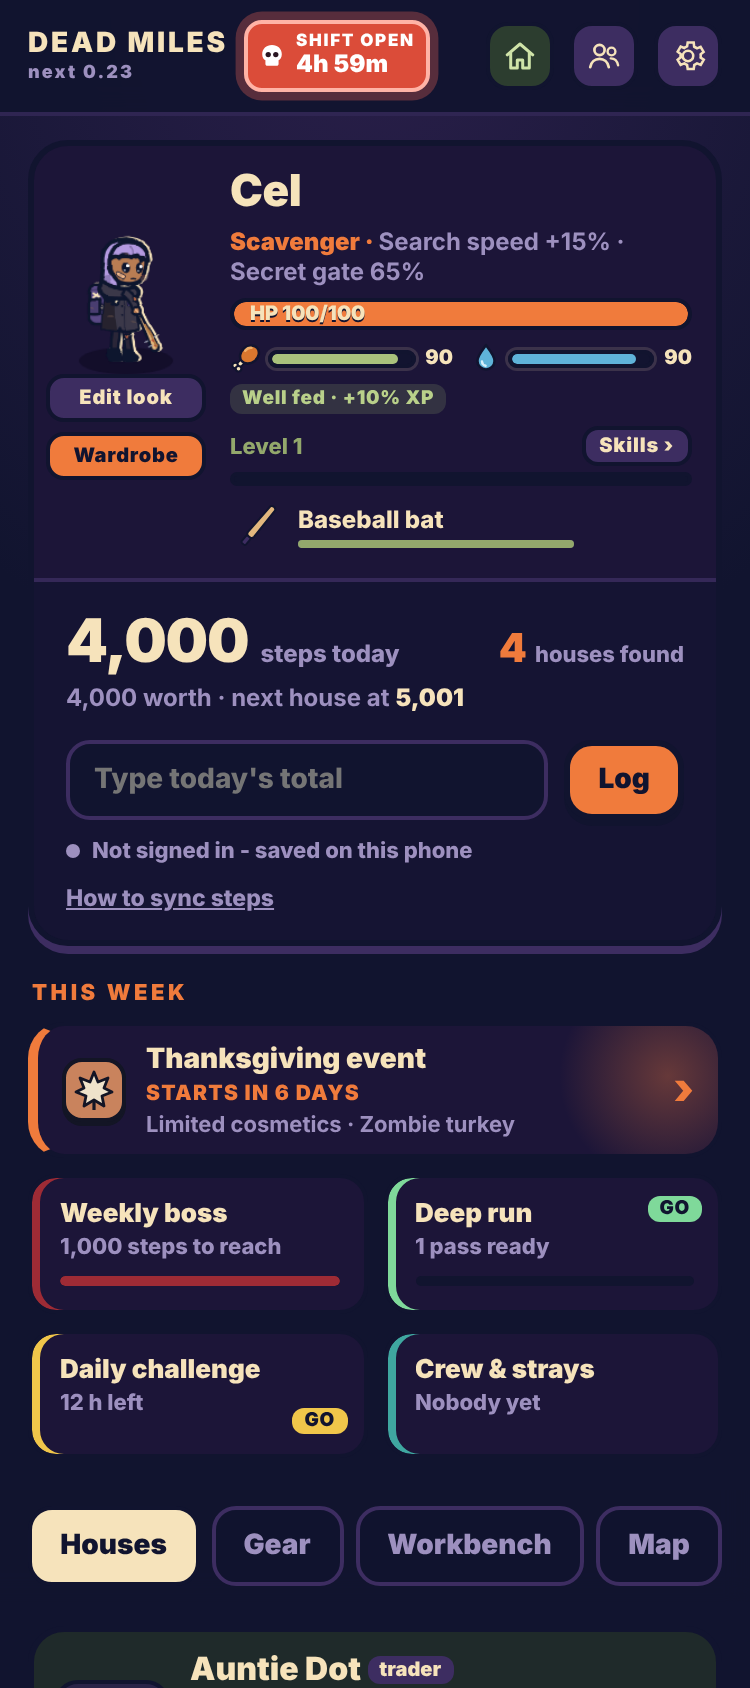 DEAD MILES
next 0.23
SHIFT OPEN
4h 59m
Cel
Scavenger · Search speed +15% ·
Secret gate 65%
HP 100/100
90
90
Well fed · +10% XP
Edit look
Wardrobe
Level 1
Skills ›
Baseball bat
4,000 steps today
4 houses found
4,000 worth · next house at 5,001
Type today's total
Log
Not signed in - saved on this phone
How to sync steps
THIS WEEK
Thanksgiving event
STARTS IN 6 DAYS
Limited cosmetics · Zombie turkey
›
Weekly boss
1,000 steps to reach
Deep run
GO
1 pass ready
Daily challenge
12 h left
GO
Crew & strays
Nobody yet
Houses
Gear
Workbench
Map
Auntie Dot trader